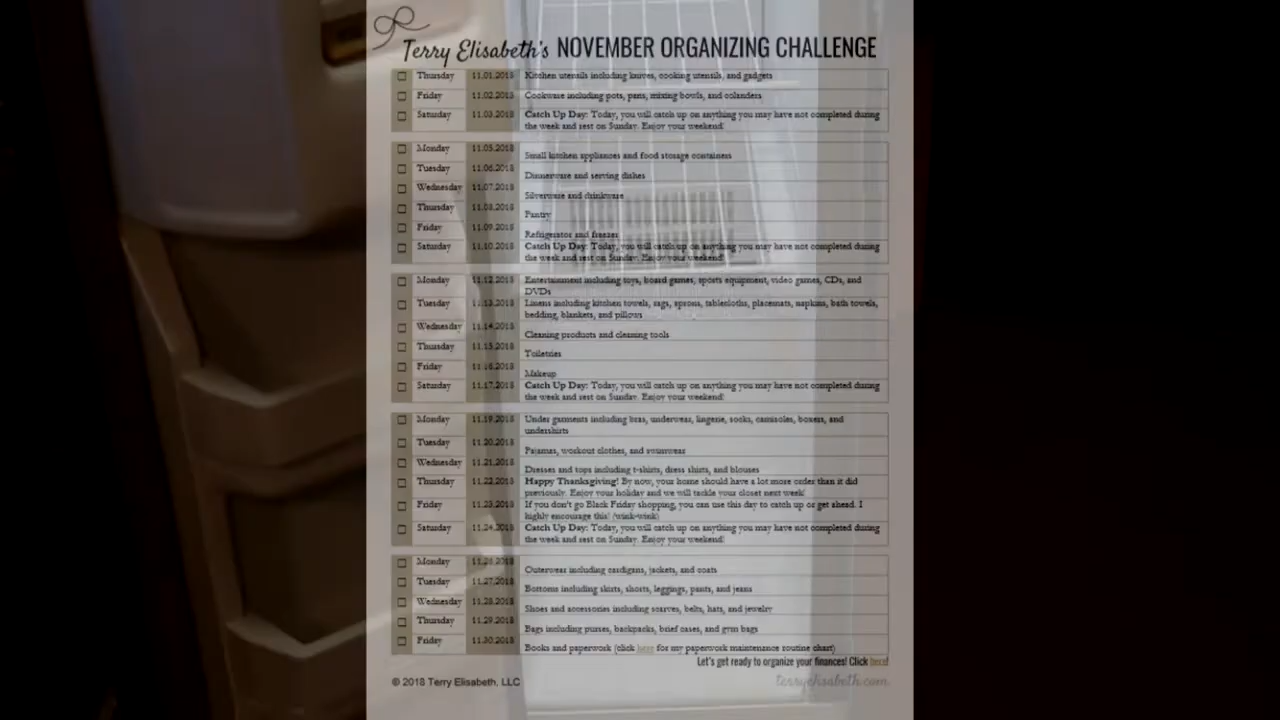 Terry Elisabeth's NOVEMBER ORGANIZING CHALLENGE
Thursday 11.01.2018 Kitchen utensils including knives, cooking utensils, and gadgets
Friday 11.02.2018 Cookware including pots, pans, mixing bowls, and colanders
Saturday 11.03.2018 Catch Up Day: Today, you will catch up on anything you may have not completed during
the week and rest on Sunday. Enjoy your weekend!
Monday 11.05.2018 Small kitchen appliances and food storage containers
Tuesday 11.06.2018 Dinnerware and serving dishes
Wednesday 11.07.2018 Silverware and drinkware
Thursday 11.08.2018 Pantry
Friday 11.09.2018 Refrigerator and freezer
Saturday 11.10.2018 Catch Up Day: Today, you will catch up on anything you may have not completed during
the week and rest on Sunday. Enjoy your weekend!
Monday 11.12.2018 Entertainment including toys, board games, sports equipment, video games, CDs, and
DVDs
Tuesday 11.13.2018 Linens including kitchen towels, rags, aprons, tablecloths, placemats, napkins, bath towels,
bedding, blankets, and pillows
Wednesday 11.14.2018 Cleaning products and cleaning tools
Thursday 11.15.2018 Toiletries
Friday 11.16.2018 Makeup
Saturday 11.17.2018 Catch Up Day: Today, you will catch up on anything you may have not completed during
the week and rest on Sunday. Enjoy your weekend!
Monday 11.19.2018 Under garments including bras, underwear, lingerie, socks, camisoles, boxers, and
undershirts
Tuesday 11.20.2018 Pajamas, workout clothes, and swimwear
Wednesday 11.21.2018 Dresses and tops including t-shirts, dress shirts, and blouses
Thursday 11.22.2018 Happy Thanksgiving! By now, your home should have a lot more order than it did
previously. Enjoy your holiday and we will tackle your closet next week!
Friday 11.23.2018 If you don't go Black Friday shopping, you can use this day to catch up or get ahead. I
highly encourage this! (wink-wink)
Saturday 11.24.2018 Catch Up Day: Today, you will catch up on anything you may have not completed during
the week and rest on Sunday. Enjoy your weekend!
Monday 11.26.2018 Outerwear including cardigans, jackets, and coats
Tuesday 11.27.2018 Bottoms including skirts, shorts, leggings, pants, and jeans
Wednesday 11.28.2018 Shoes and accessories including scarves, belts, hats, and jewelry
Thursday 11.29.2018 Bags including purses, backpacks, brief cases, and gym bags
Friday 11.30.2018 Books and paperwork (click here for my paperwork maintenance routine chart)
Let's get ready to organize your finances! Click here!
© 2018 Terry Elisabeth, LLC terryelisabeth.com